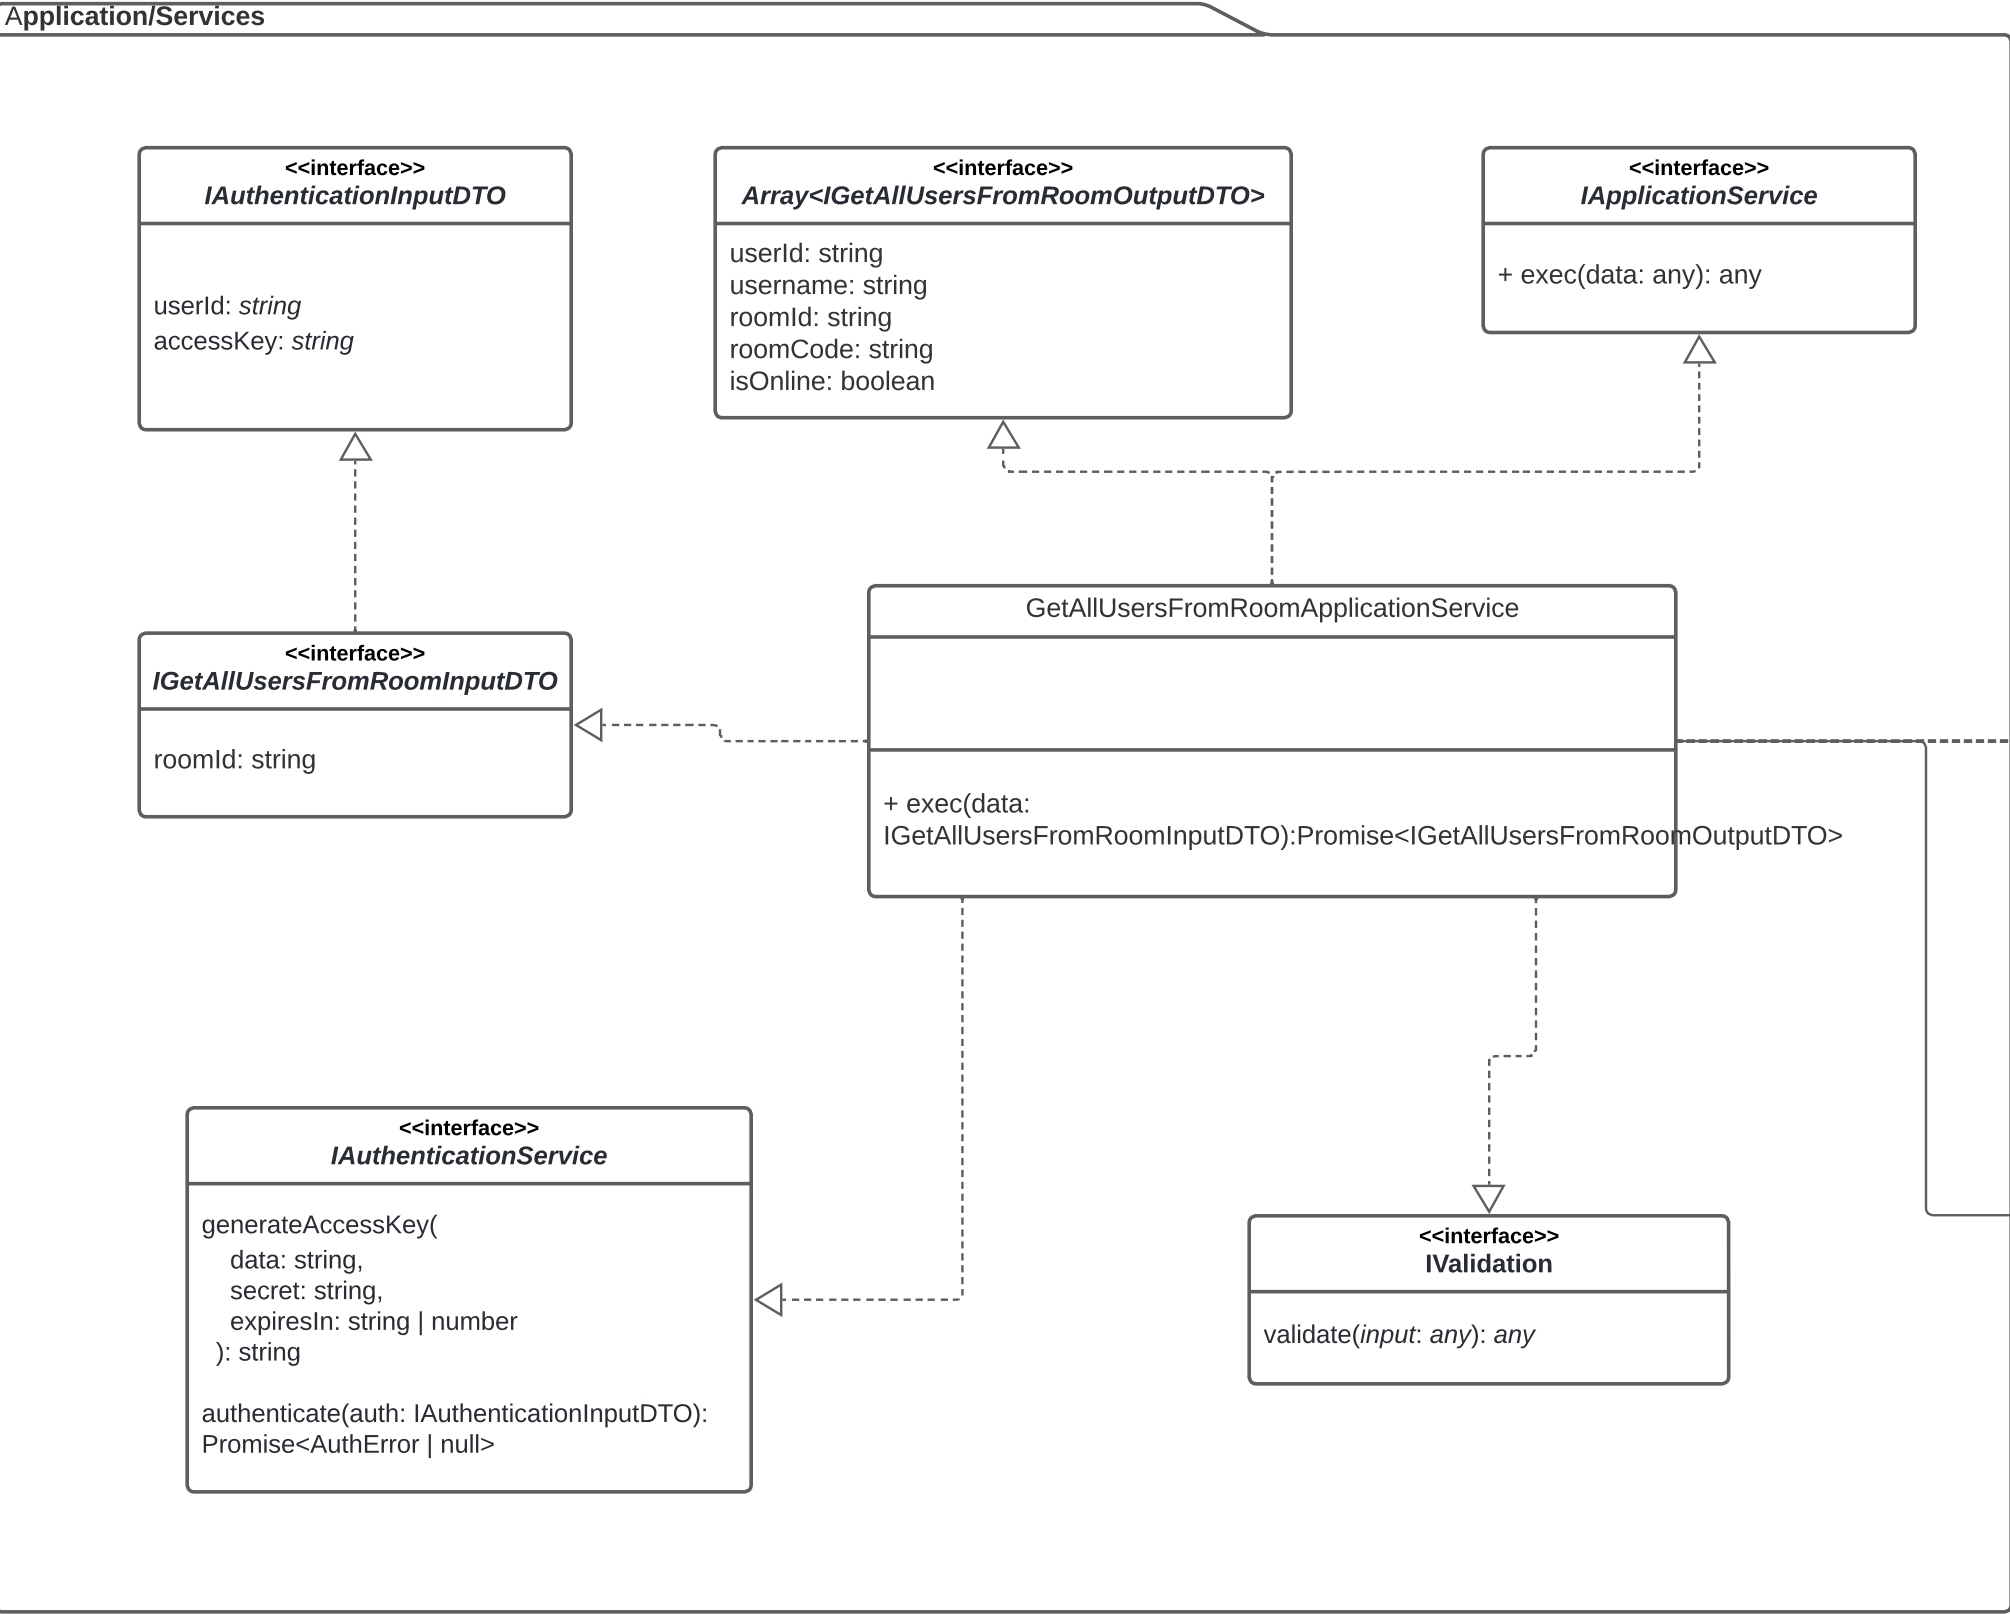 Application/Services
<<interface>>
IAuthenticationInputDTO
userId: string
accessKey: string
<<interface>>
Array<IGetAllUsersFromRoomOutputDTO>
userId: string
username: string
roomId: string
roomCode: string
isOnline: boolean
<<interface>>
IApplicationService
+ exec(data: any): any
<<interface>>
IGetAllUsersFromRoomInputDTO
roomId: string
GetAllUsersFromRoomApplicationService
+ exec(data:
IGetAllUsersFromRoomInputDTO):Promise<IGetAllUsersFromRoomOutputDTO>
<<interface>>
IAuthenticationService
generateAccessKey(
data: string,
secret: string,
expiresIn: string | number
): string
authenticate(auth: IAuthenticationInputDTO):
Promise<AuthError | null>
<<interface>>
IValidation
validate(input: any): any